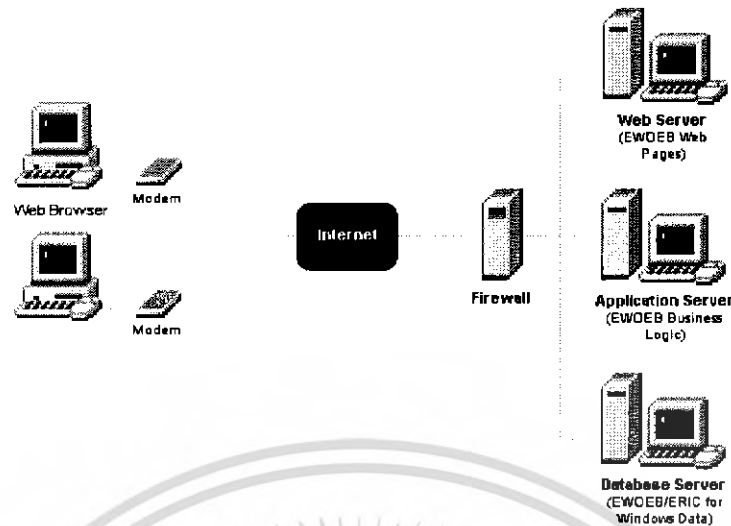 Web Browser
Modem
Modem
Internet
Firewall
Web Server
(EWOEB Web
Pages)
Application Server
(EWOEB Business
Logic)
Database Server
(EWOEB/ERIC for
Windows Data)